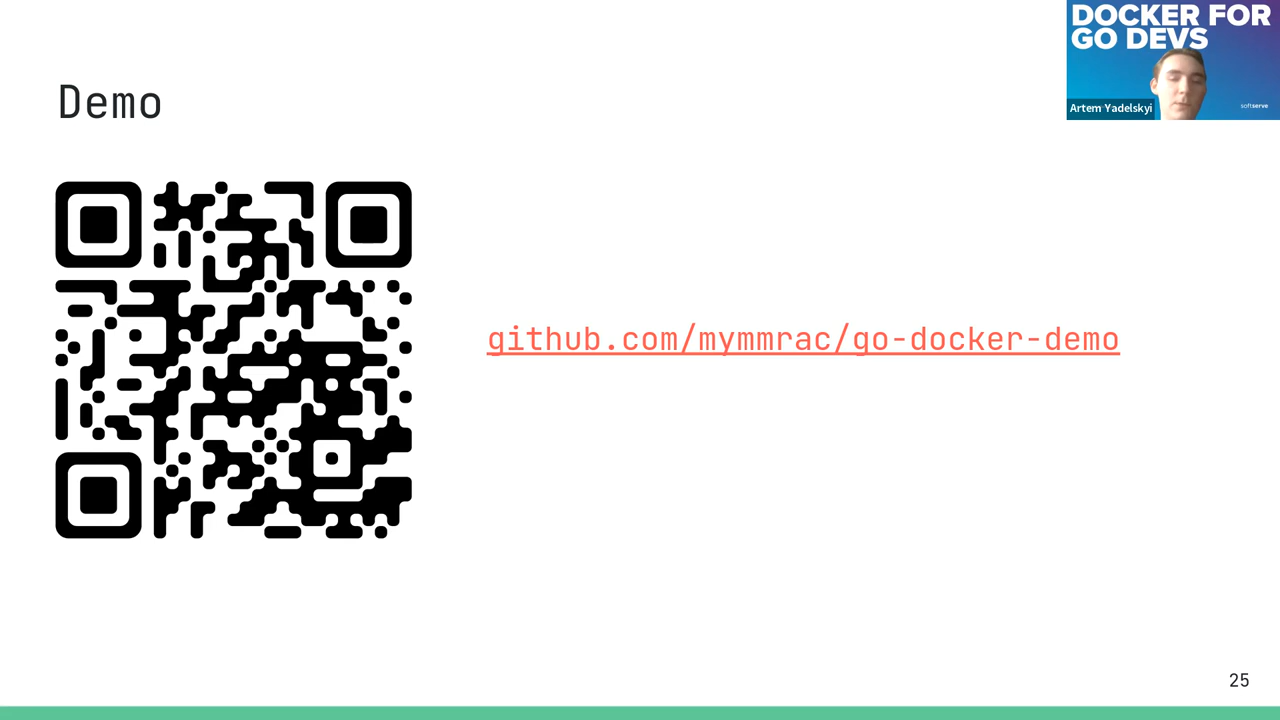 DOCKER FOR
GO DEVS
Artem Yadelskyi
softserve
Demo
github.com/mymmrac/go-docker-demo
25